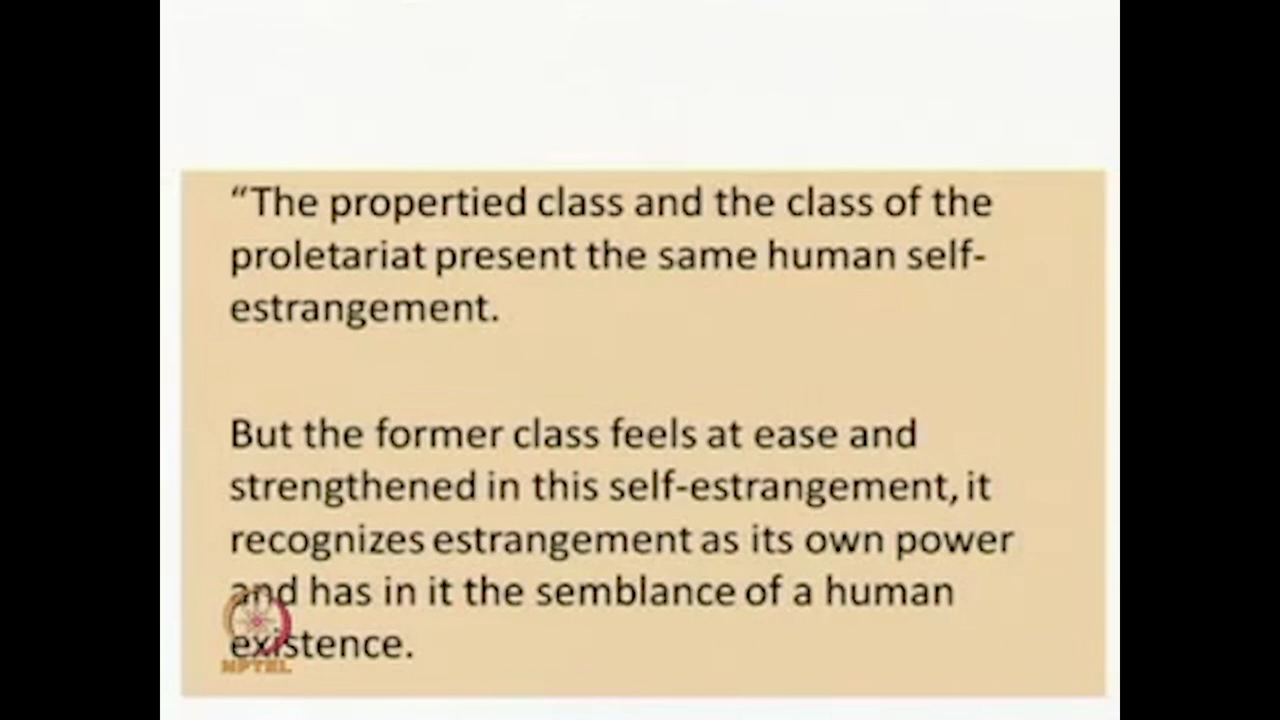 “The propertied class and the class of the
proletariat present the same human self-
estrangement.
But the former class feels at ease and
strengthened in this self-estrangement, it
recognizes estrangement as its own power
and has in it the semblance of a human
existence.
NPTEL